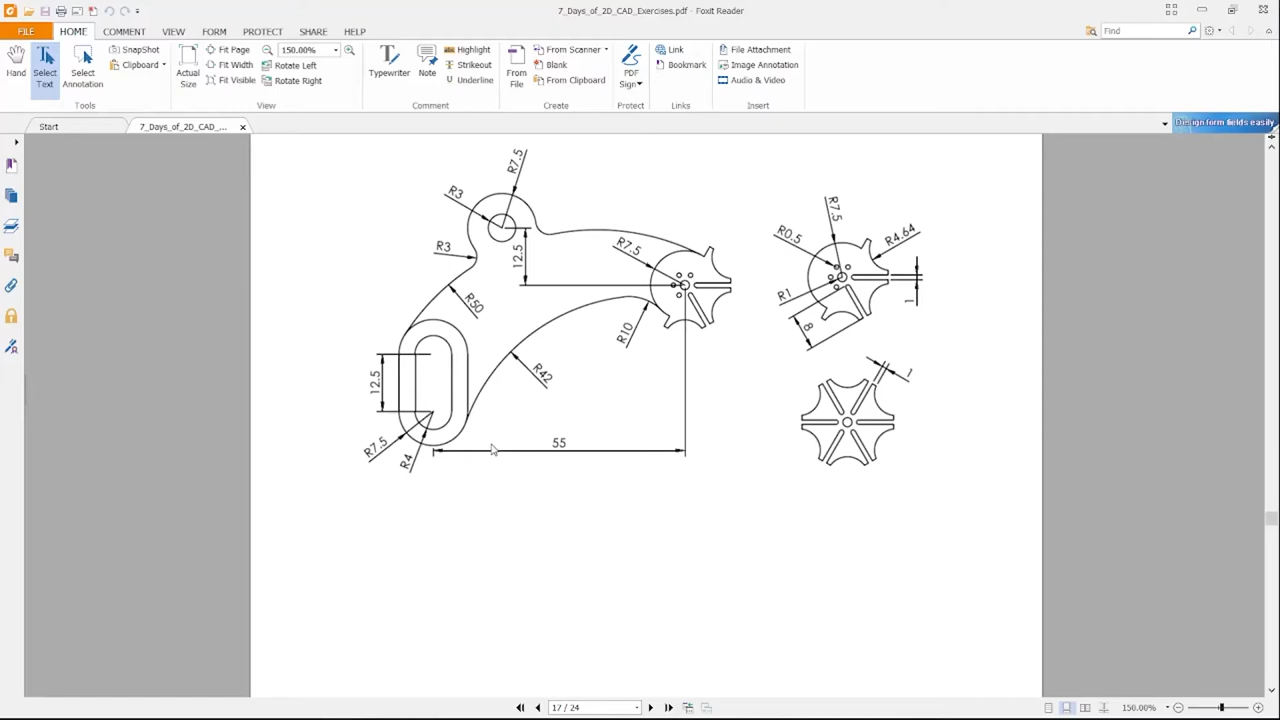 7_Days_of_2D_CAD_Exercises.pdf - Foxit Reader
FILE HOME COMMENT VIEW FORM PROTECT SHARE HELP
Find
Hand
Select Text
Select Annotation
SnapShot
Clipboard
Tools
Actual Size
Fit Page
Fit Width
Fit Visible
150.00%
Rotate Left
Rotate Right
View
Typewriter
Note
Highlight
Strikeout
Underline
Comment
From File
From Scanner
Blank
From Clipboard
Create
PDF Sign
Protect
Link
Bookmark
Links
File Attachment
Image Annotation
Audio & Video
Insert
Start
7_Days_of_2D_CAD_...
Design form fields easily
R7.5
R3
R3
12.5
R7.5
R50
R10
R42
12.5
R7.5
R4
55
R7.5
R0.5
R4.64
R1
1
8
1
17 / 24
150.00%